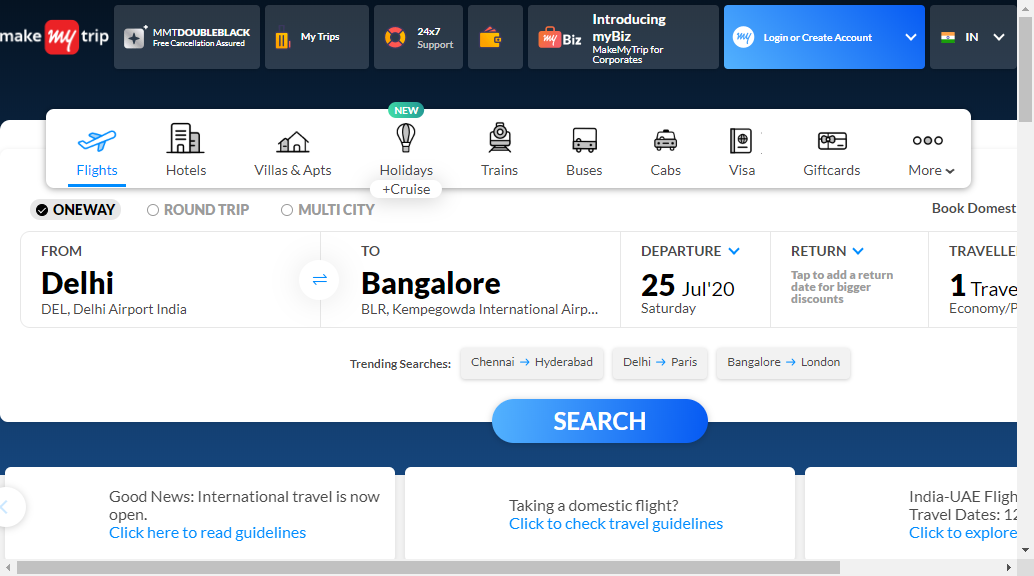 make my trip
MMTDOUBLEBLACK
Free Cancellation Assured
My Trips
24x7
Support
my Biz
Introducing
myBiz
MakeMyTrip for
Corporates
my
Login or Create Account
IN
NEW
Flights
Hotels
Villas & Apts
Holidays
+Cruise
Trains
Buses
Cabs
Visa
Giftcards
More
ONEWAY
ROUND TRIP
MULTI CITY
Book Domest
FROM
Delhi
DEL, Delhi Airport India
TO
Bangalore
BLR, Kempegowda International Airp...
DEPARTURE
25 Jul'20
Saturday
RETURN
Tap to add a return
date for bigger
discounts
TRAVELLE
1 Trave
Economy/P
Trending Searches:
Chennai → Hyderabad
Delhi → Paris
Bangalore → London
SEARCH
Good News: International travel is now
open.
Click here to read guidelines
Taking a domestic flight?
Click to check travel guidelines
India-UAE Fligh
Travel Dates: 12
Click to explore